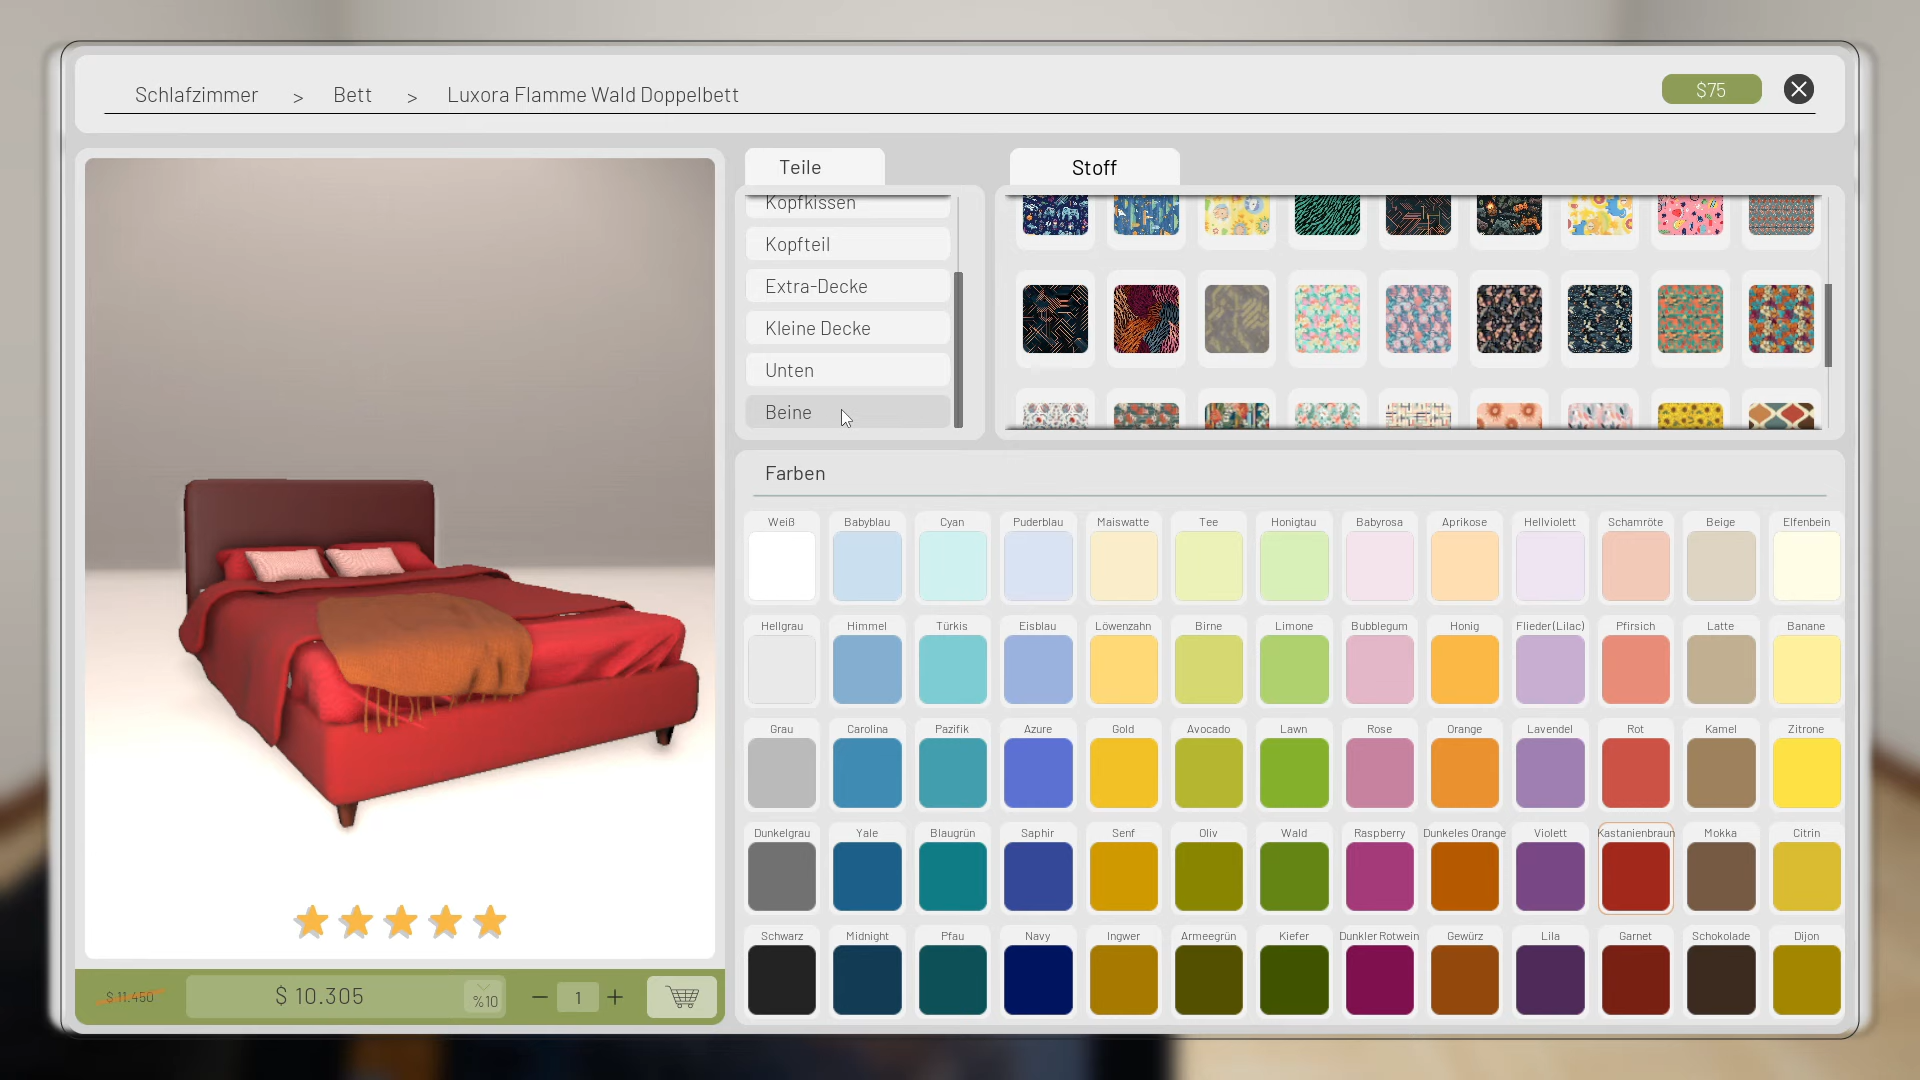 Schlafzimmer > Bett > Luxora Flamme Wald Doppelbett
$75
Teile
Stoff
Kopfkissen
Kopfteil
Extra-Decke
Kleine Decke
Unten
Beine
Farben
Weiß Babyblau Cyan Puderblau Maiswatte Tee Honigtau Babyrosa Aprikose Hellviolett Schamröte Beige Elfenbein
Hellgrau Himmel Türkis Eisblau Löwenzahn Birne Limone Bubblegum Honig Flieder (Lilac) Pfirsich Latte Banane
Grau Carolina Pazifik Azure Gold Avocado Lawn Rose Orange Lavendel Rot Kamel Zitrone
Dunkelgrau Yale Blaugrün Saphir Senf Oliv Wald Raspberry Dunkeles Orange Violett Kastanienbraun Mokka Citrin
Schwarz Midnight Pfau Navy Ingwer Armeegrün Kiefer Dunkler Rotwein Gewürz Lila Garnet Schokolade Dijon
$ 11.450 $ 10.305 %10 — 1 +